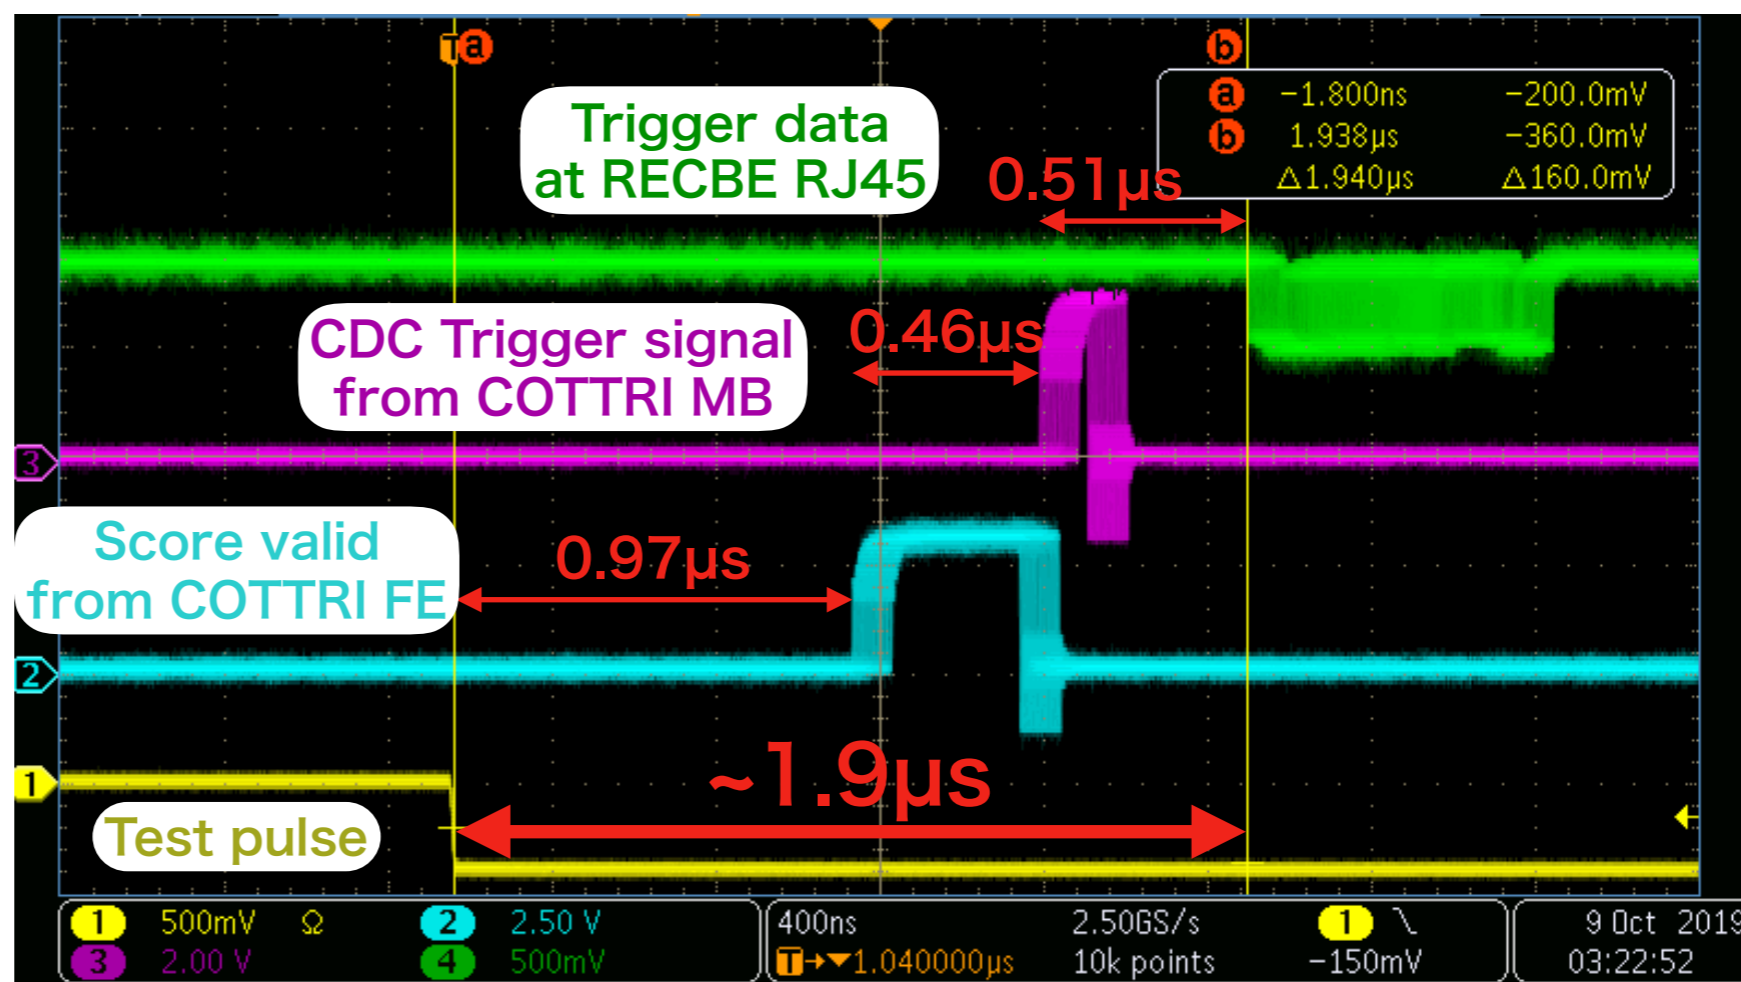 T a
b
a −1.800ns −200.0mV
b 1.938µs −360.0mV
△1.940µs △160.0mV
Trigger data
at RECBE RJ45
0.51µs
CDC Trigger signal
from COTTRI MB
0.46µs
3
Score valid
from COTTRI FE
0.97µs
2
~1.9µs
1
Test pulse
1 500mV Ω 2 2.50 V
3 2.00 V 4 500mV
400ns 2.50GS/s
T→▼1.040000µs 10k points
1 \
−150mV
9 Oct 2019
03:22:52